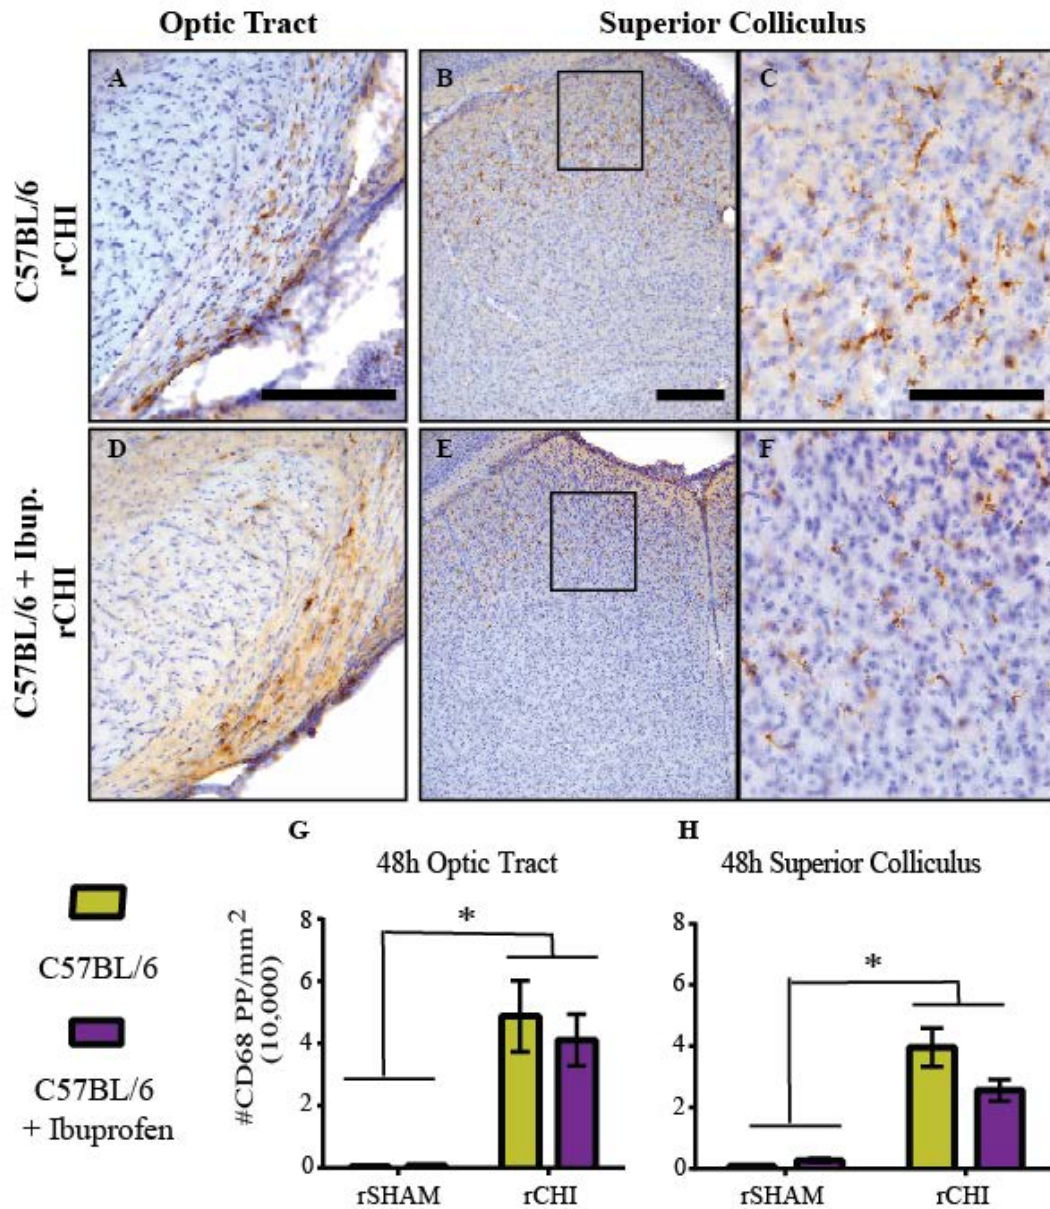 Optic Tract
Superior Colliculus
C57BL/6
rCHI
A
B
C
C57BL/6 + Ibup.
rCHI
D
E
F
C57BL/6
C57BL/6
+ Ibuprofen
G
48h Optic Tract
#CD68 PP/mm²
(10,000)
8
6
4
2
0
*
rSHAM
rCHI
H
48h Superior Colliculus
8
6
4
2
0
*
rSHAM
rCHI